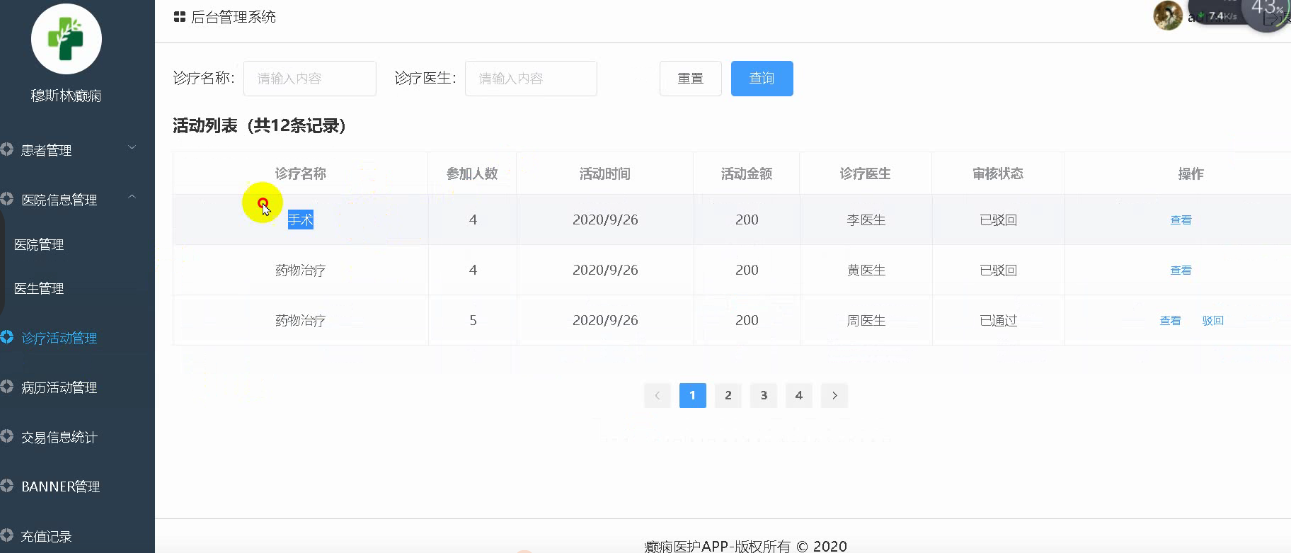 后台管理系统
7.4K/s
43%
穆斯林癫痫
患者管理
医院信息管理
医院管理
医生管理
诊疗活动管理
病历活动管理
交易信息统计
BANNER管理
充值记录
诊疗名称: 请输入内容 诊疗医生: 请输入内容 重置 查询
活动列表（共12条记录）
诊疗名称 参加人数 活动时间 活动金额 诊疗医生 审核状态 操作
手术 4 2020/9/26 200 李医生 已驳回 查看
药物治疗 4 2020/9/26 200 黄医生 已驳回 查看
药物治疗 5 2020/9/26 200 周医生 已通过 查看 驳回
1 2 3 4
癫痫医护APP-版权所有 © 2020